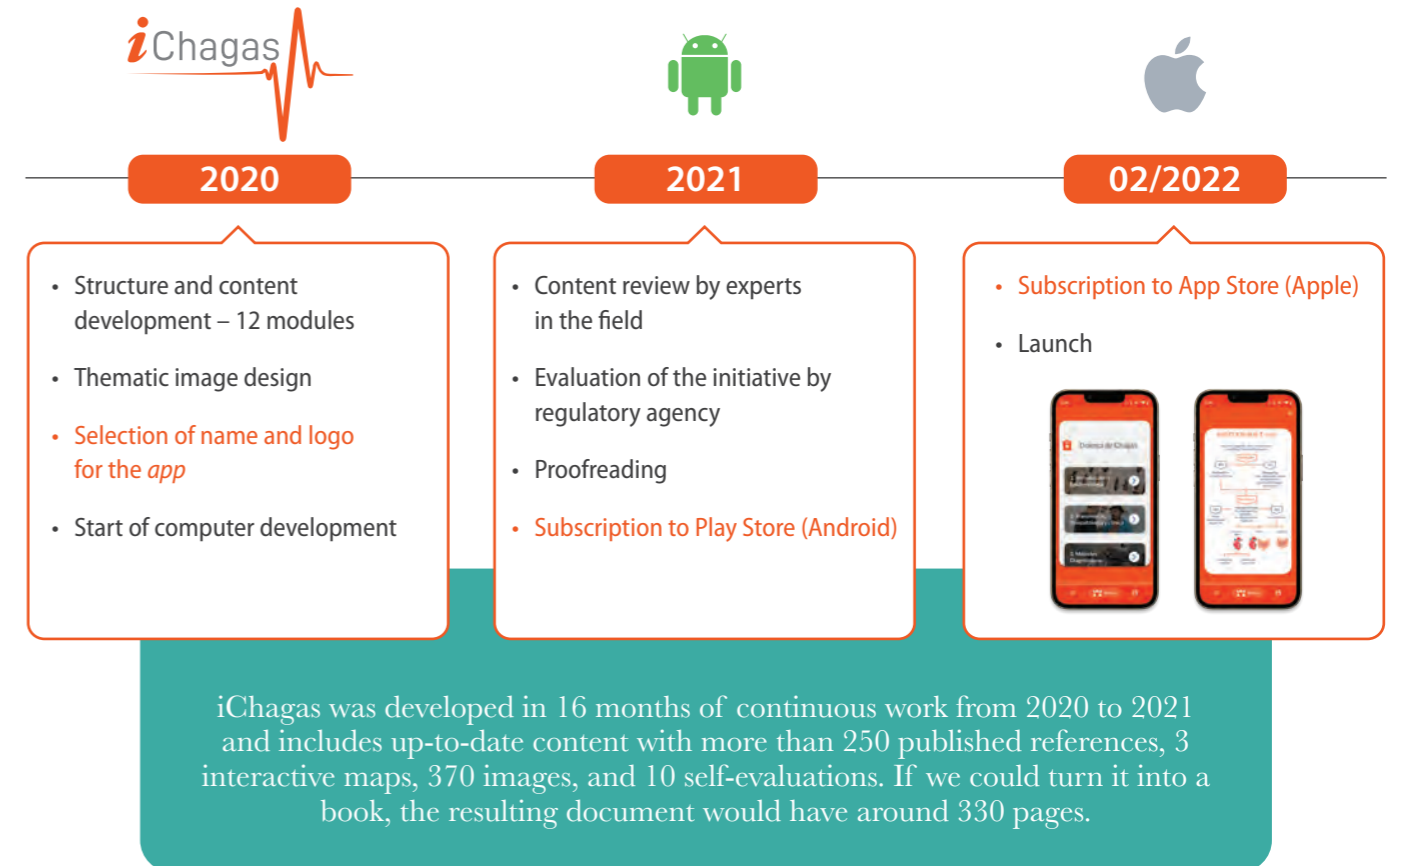 iChagas
2020
2021
02/2022
• Structure and content
development – 12 modules
• Thematic image design
• Selection of name and logo
for the app
• Start of computer development
• Content review by experts
in the field
• Evaluation of the initiative by
regulatory agency
• Proofreading
• Subscription to Play Store (Android)
• Subscription to App Store (Apple)
• Launch
Doença de Chagas
iChagas was developed in 16 months of continuous work from 2020 to 2021
and includes up-to-date content with more than 250 published references, 3
interactive maps, 370 images, and 10 self-evaluations. If we could turn it into a
book, the resulting document would have around 330 pages.